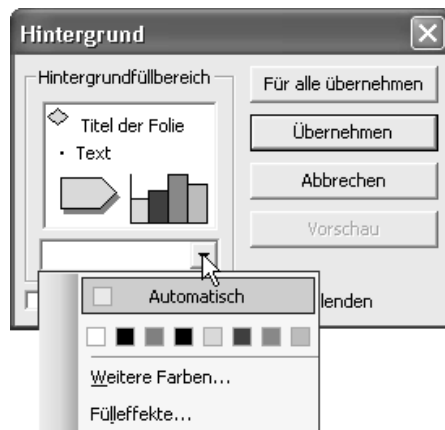 Hintergrund
Hintergrundfüllbereich
Titel der Folie
· Text
Für alle übernehmen
Übernehmen
Abbrechen
Vorschau
Automatisch
lenden
Weitere Farben...
Fülleffekte...